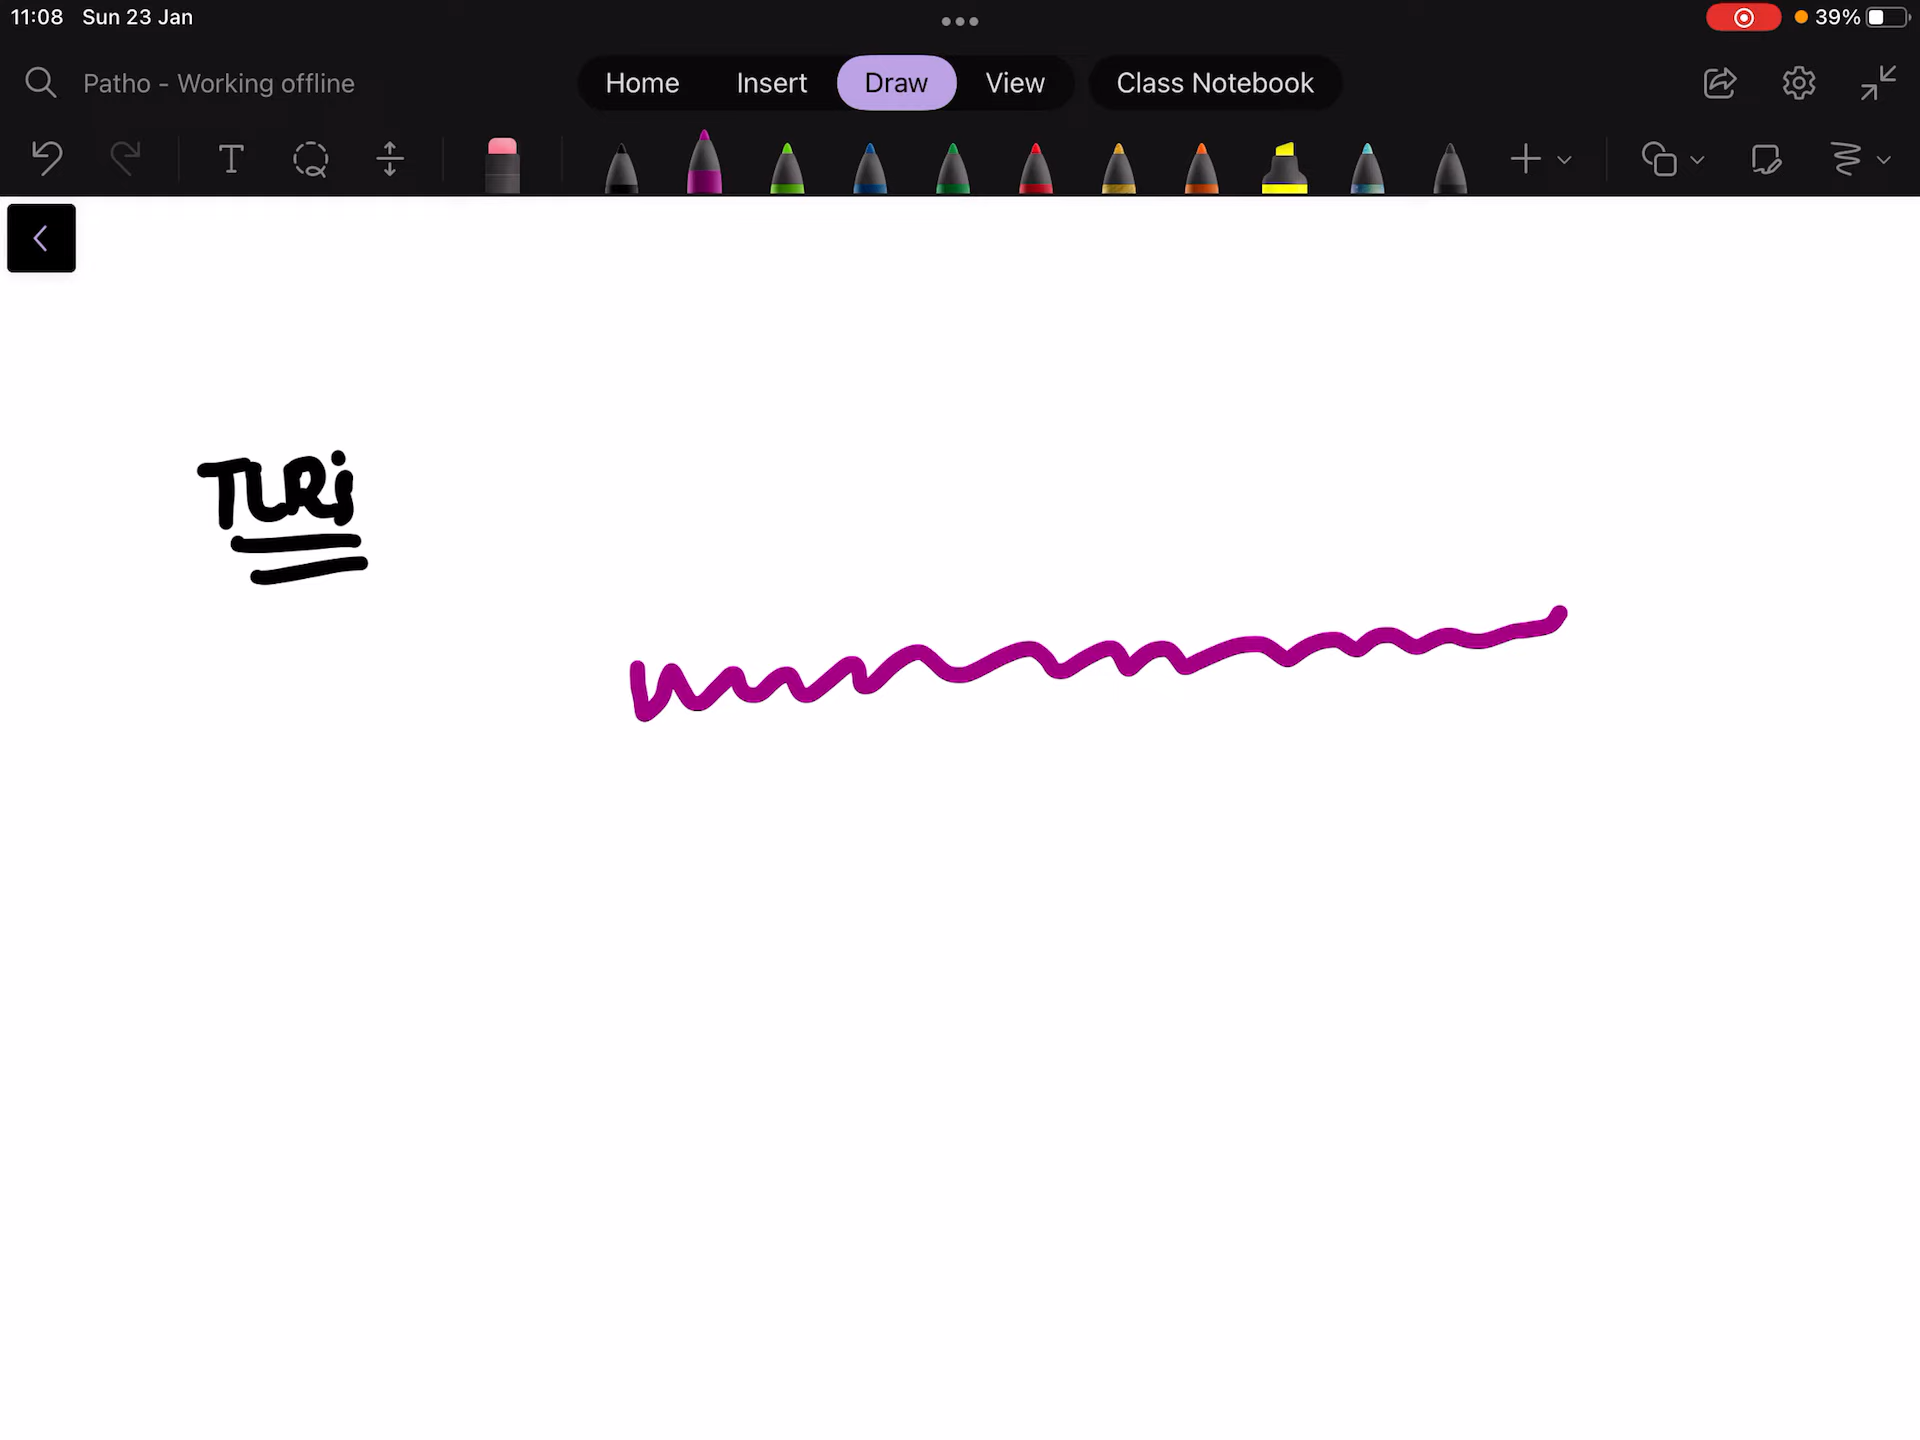 11:08 Sun 23 Jan 39%
Patho - Working offline Home Insert Draw View Class Notebook
T
TLRi